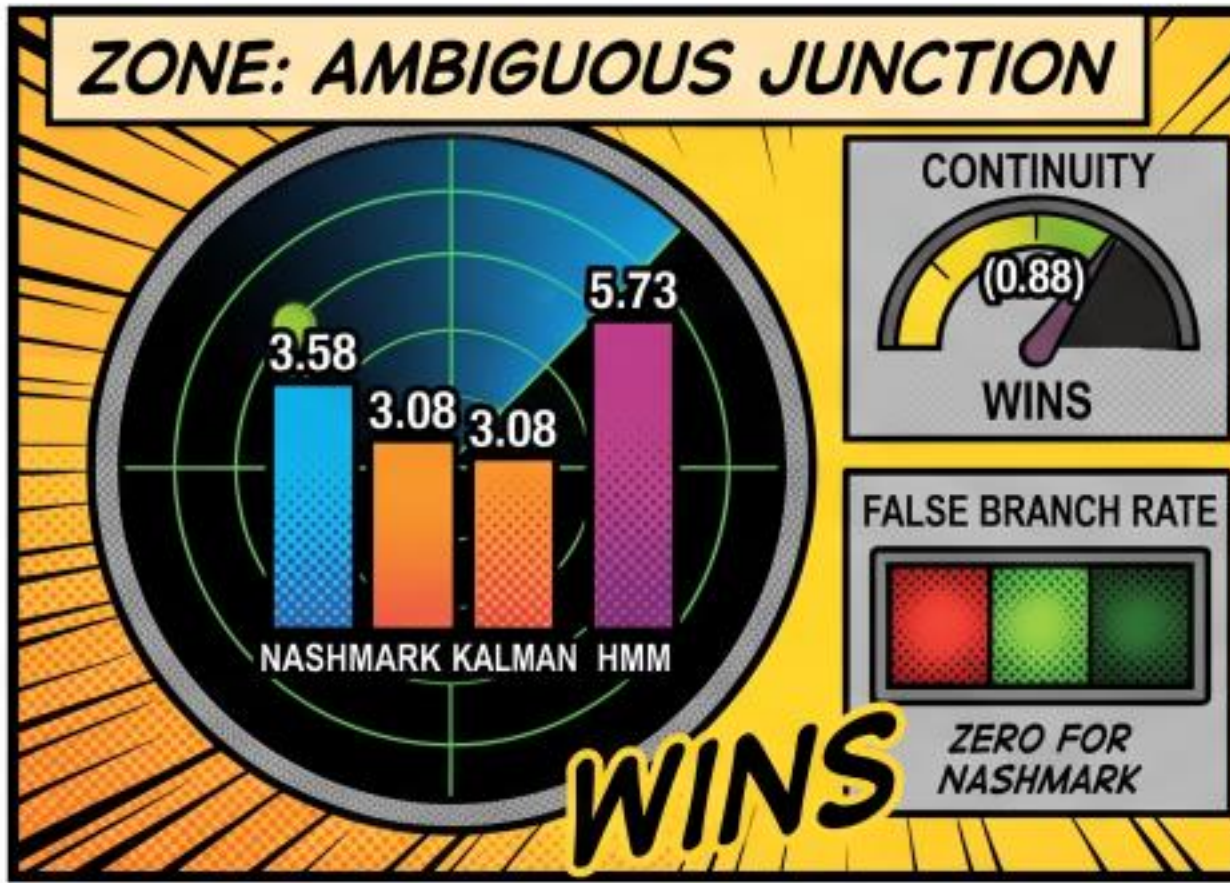 ZONE: AMBIGUOUS JUNCTION
5.73
3.58
3.08
3.08
NASHMARK KALMAN HMM
CONTINUITY
(0.88)
WINS
FALSE BRANCH RATE
ZERO FOR
NASHMARK
WINS